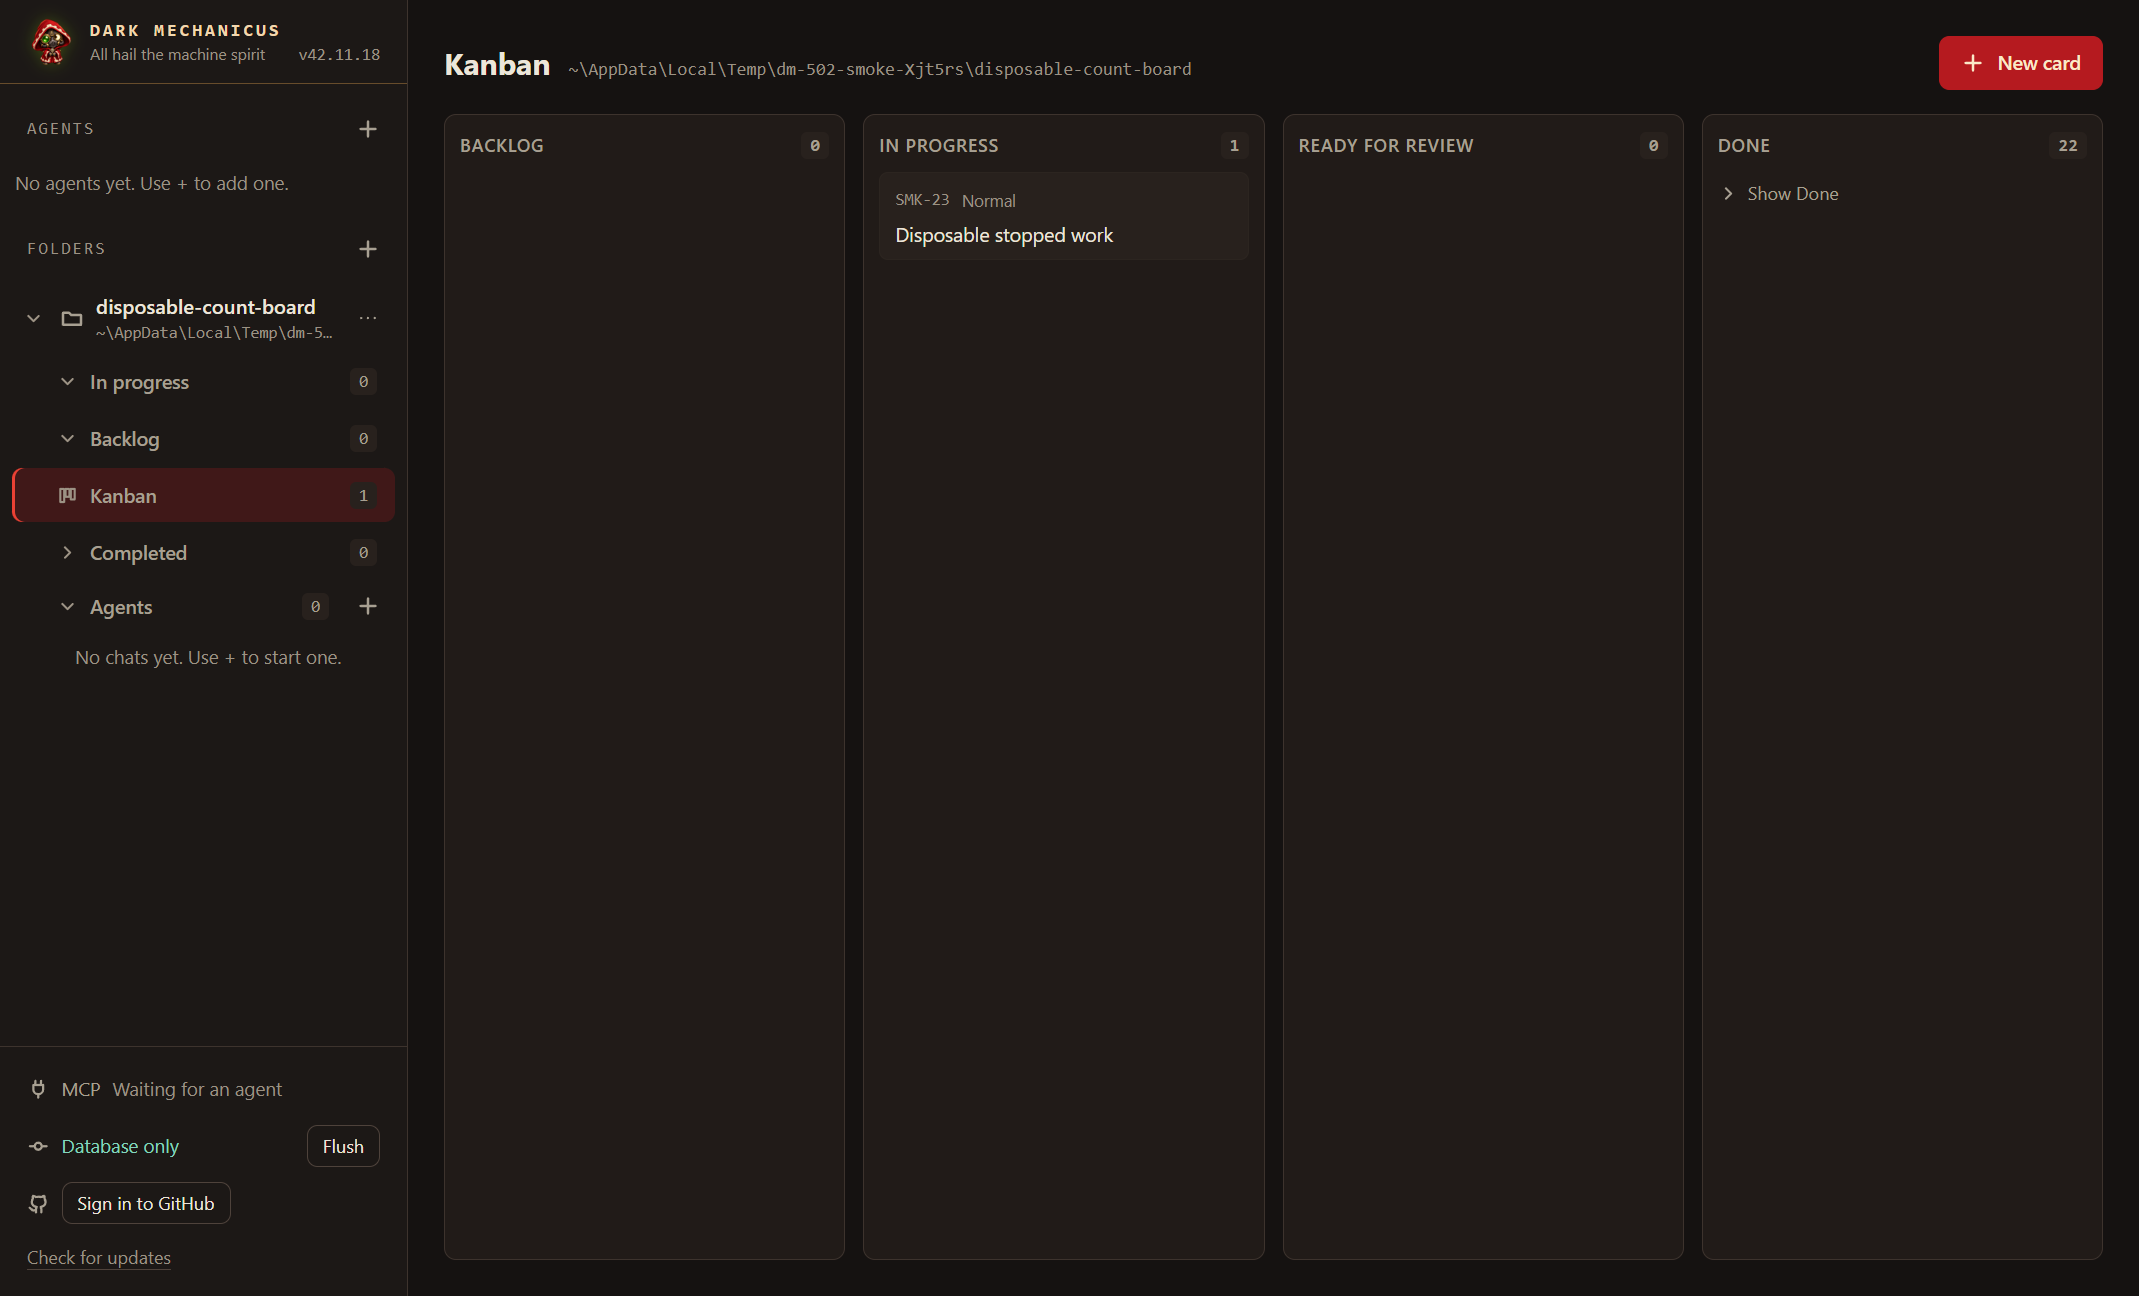 DARK MECHANICUS
All hail the machine spirit v42.11.18
AGENTS
No agents yet. Use + to add one.
FOLDERS
disposable-count-board
~\AppData\Local\Temp\dm-5…
In progress 0
Backlog 0
Kanban 1
Completed 0
Agents 0
No chats yet. Use + to start one.
MCP Waiting for an agent
Database only Flush
Sign in to GitHub
Check for updates
Kanban ~\AppData\Local\Temp\dm-502-smoke-Xjt5rs\disposable-count-board
New card
BACKLOG 0
IN PROGRESS 1
SMK-23 Normal
Disposable stopped work
READY FOR REVIEW 0
DONE 22
Show Done